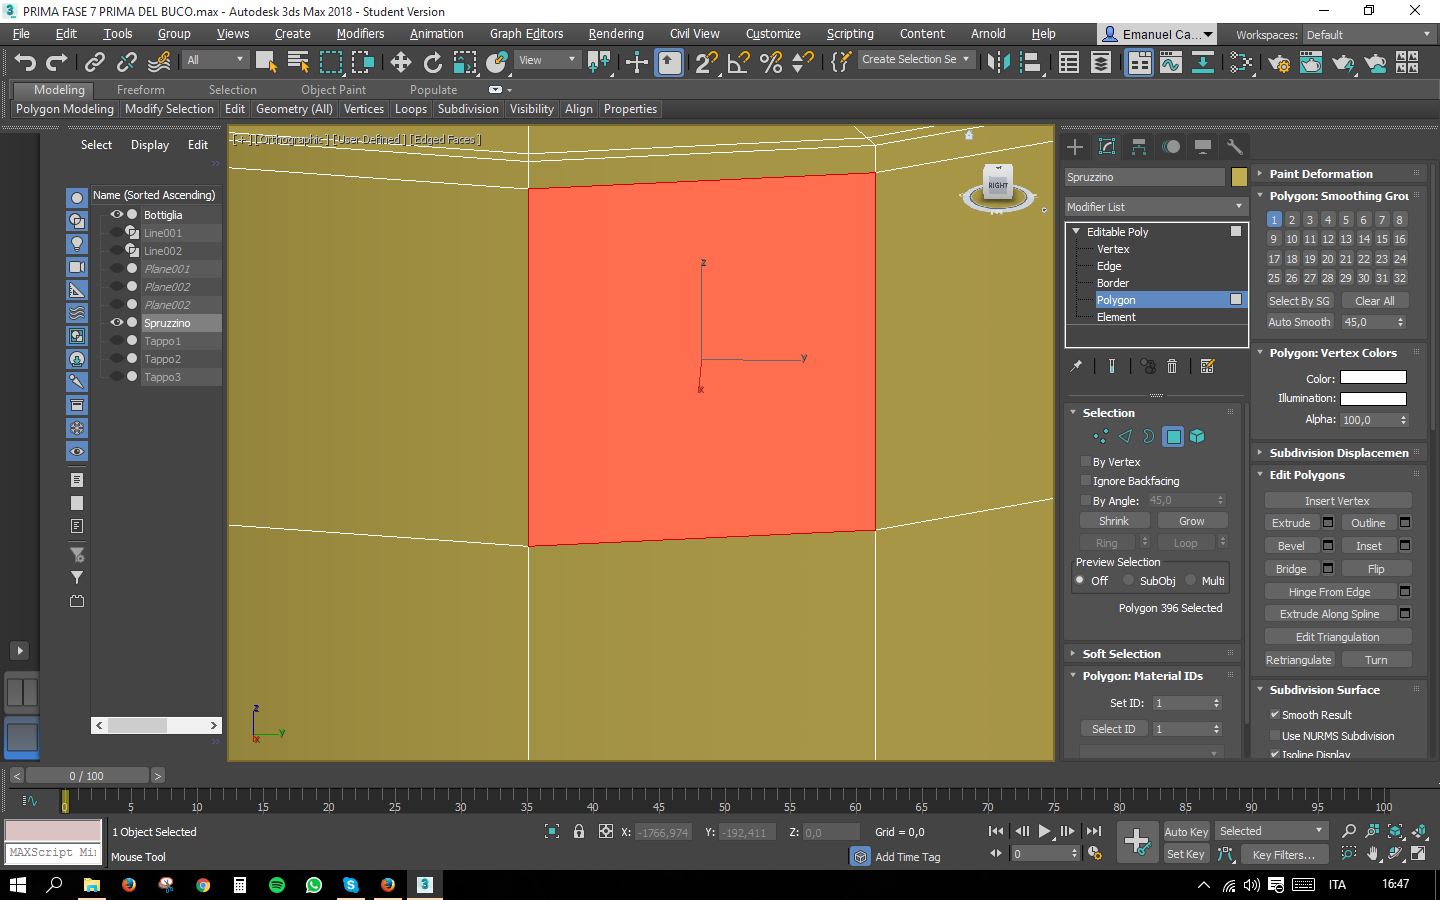 PRIMA FASE 7 PRIMA DEL BUCO.max - Autodesk 3ds Max 2018 - Student Version
File Edit Tools Group Views Create Modifiers Animation Graph Editors Rendering Civil View Customize Scripting Content Arnold Help Emanuel Ca... Workspaces: Default
All View Create Selection Se
Modeling Freeform Selection Object Paint Populate
Polygon Modeling Modify Selection Edit Geometry (All) Vertices Loops Subdivision Visibility Align Properties
Select Display Edit
Name (Sorted Ascending)
Bottiglia
Line001
Line002
Plane001
Plane002
Plane002
Spruzzino
Tappo1
Tappo2
Tappo3
[+] [Orthographic] [User Defined] [Edged Faces]
RIGHT
z
y
x
z
y
x
Spruzzino
Modifier List
Editable Poly
Vertex
Edge
Border
Polygon
Element
Selection
By Vertex
Ignore Backfacing
By Angle: 45,0
Shrink Grow
Ring Loop
Preview Selection
Off SubObj Multi
Polygon 396 Selected
Soft Selection
Polygon: Material IDs
Set ID: 1
Select ID 1
Paint Deformation
Polygon: Smoothing Grou
1 2 3 4 5 6 7 8
9 10 11 12 13 14 15 16
17 18 19 20 21 22 23 24
25 26 27 28 29 30 31 32
Select By SG Clear All
Auto Smooth 45,0
Polygon: Vertex Colors
Color:
Illumination:
Alpha: 100,0
Subdivision Displacemen
Edit Polygons
Insert Vertex
Extrude Outline
Bevel Inset
Bridge Flip
Hinge From Edge
Extrude Along Spline
Edit Triangulation
Retriangulate Turn
Subdivision Surface
Smooth Result
Use NURMS Subdivision
Isoline Display
0 / 100
0 5 10 15 20 25 30 35 40 45 50 55 60 65 70 75 80 85 90 95 100
1 Object Selected X: -1766,974 Y: -192,411 Z: 0,0 Grid = 0,0 Auto Key Selected
MAXScript Mi Mouse Tool Add Time Tag 0 Set Key Key Filters...
ITA 16:47